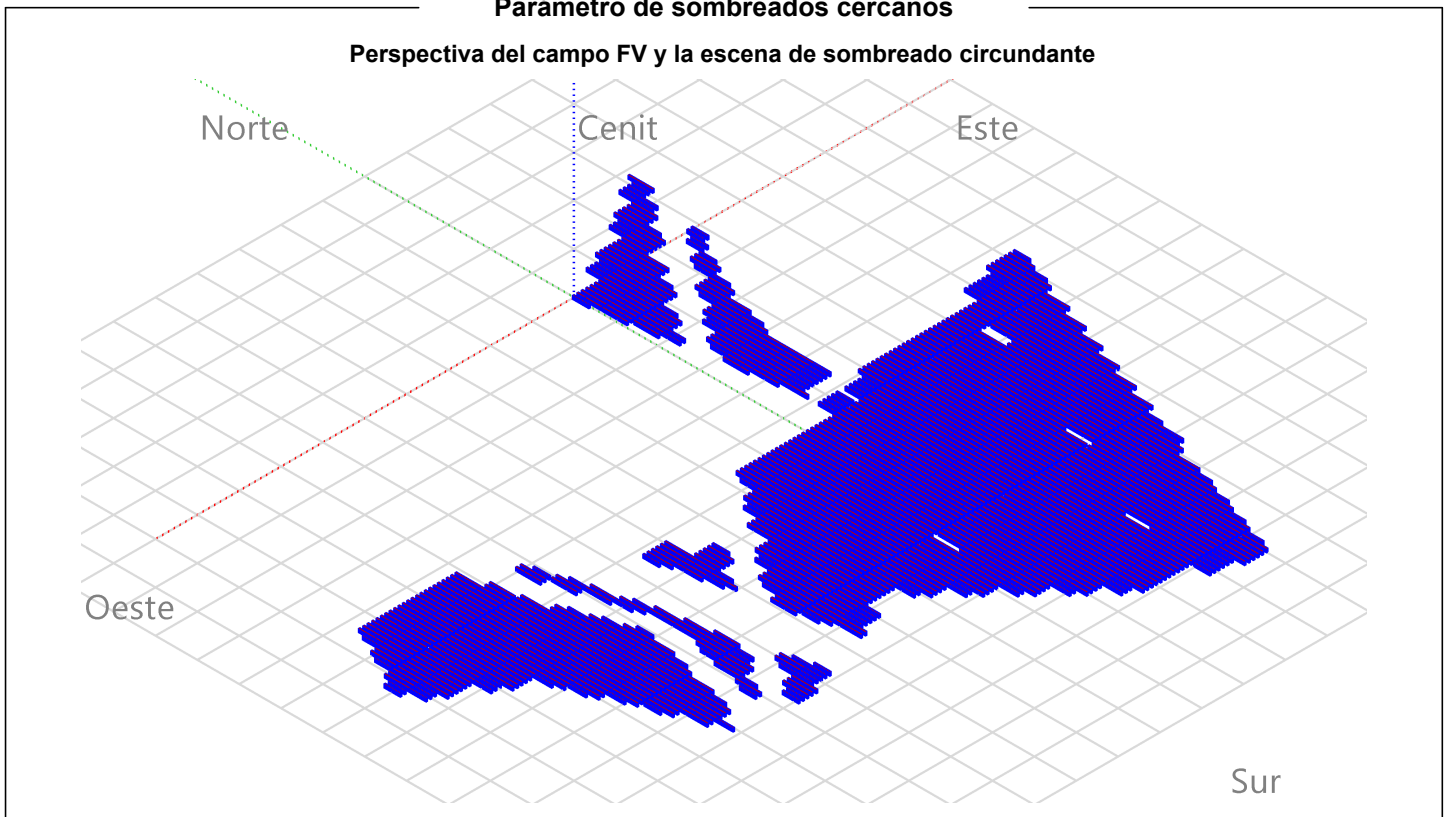 Parámetro de sombreados cercanos
Perspectiva del campo FV y la escena de sombreado circundante
Norte
Cenit
Este
Oeste
Sur